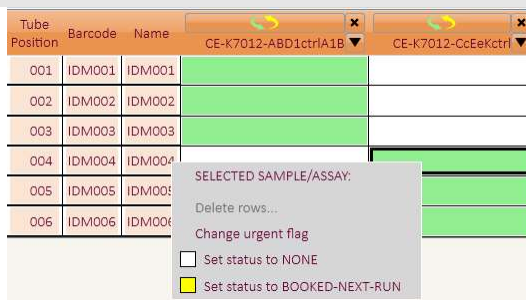 Tube Position Barcode Name CE-K7012-ABD1ctrlA1B CE-K7012-CcEeKctrl
001 IDM001 IDM001
002 IDM002 IDM002
003 IDM003 IDM003
004 IDM004 IDM004
005 IDM005 IDM005
006 IDM006 IDM006
SELECTED SAMPLE/ASSAY:
Delete rows...
Change urgent flag
Set status to NONE
Set status to BOOKED-NEXT-RUN